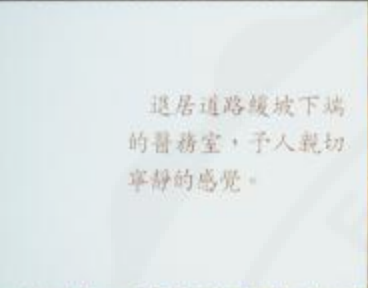 退居道路緩坡下端
的醫務室，予人親切
寧靜的感覺。